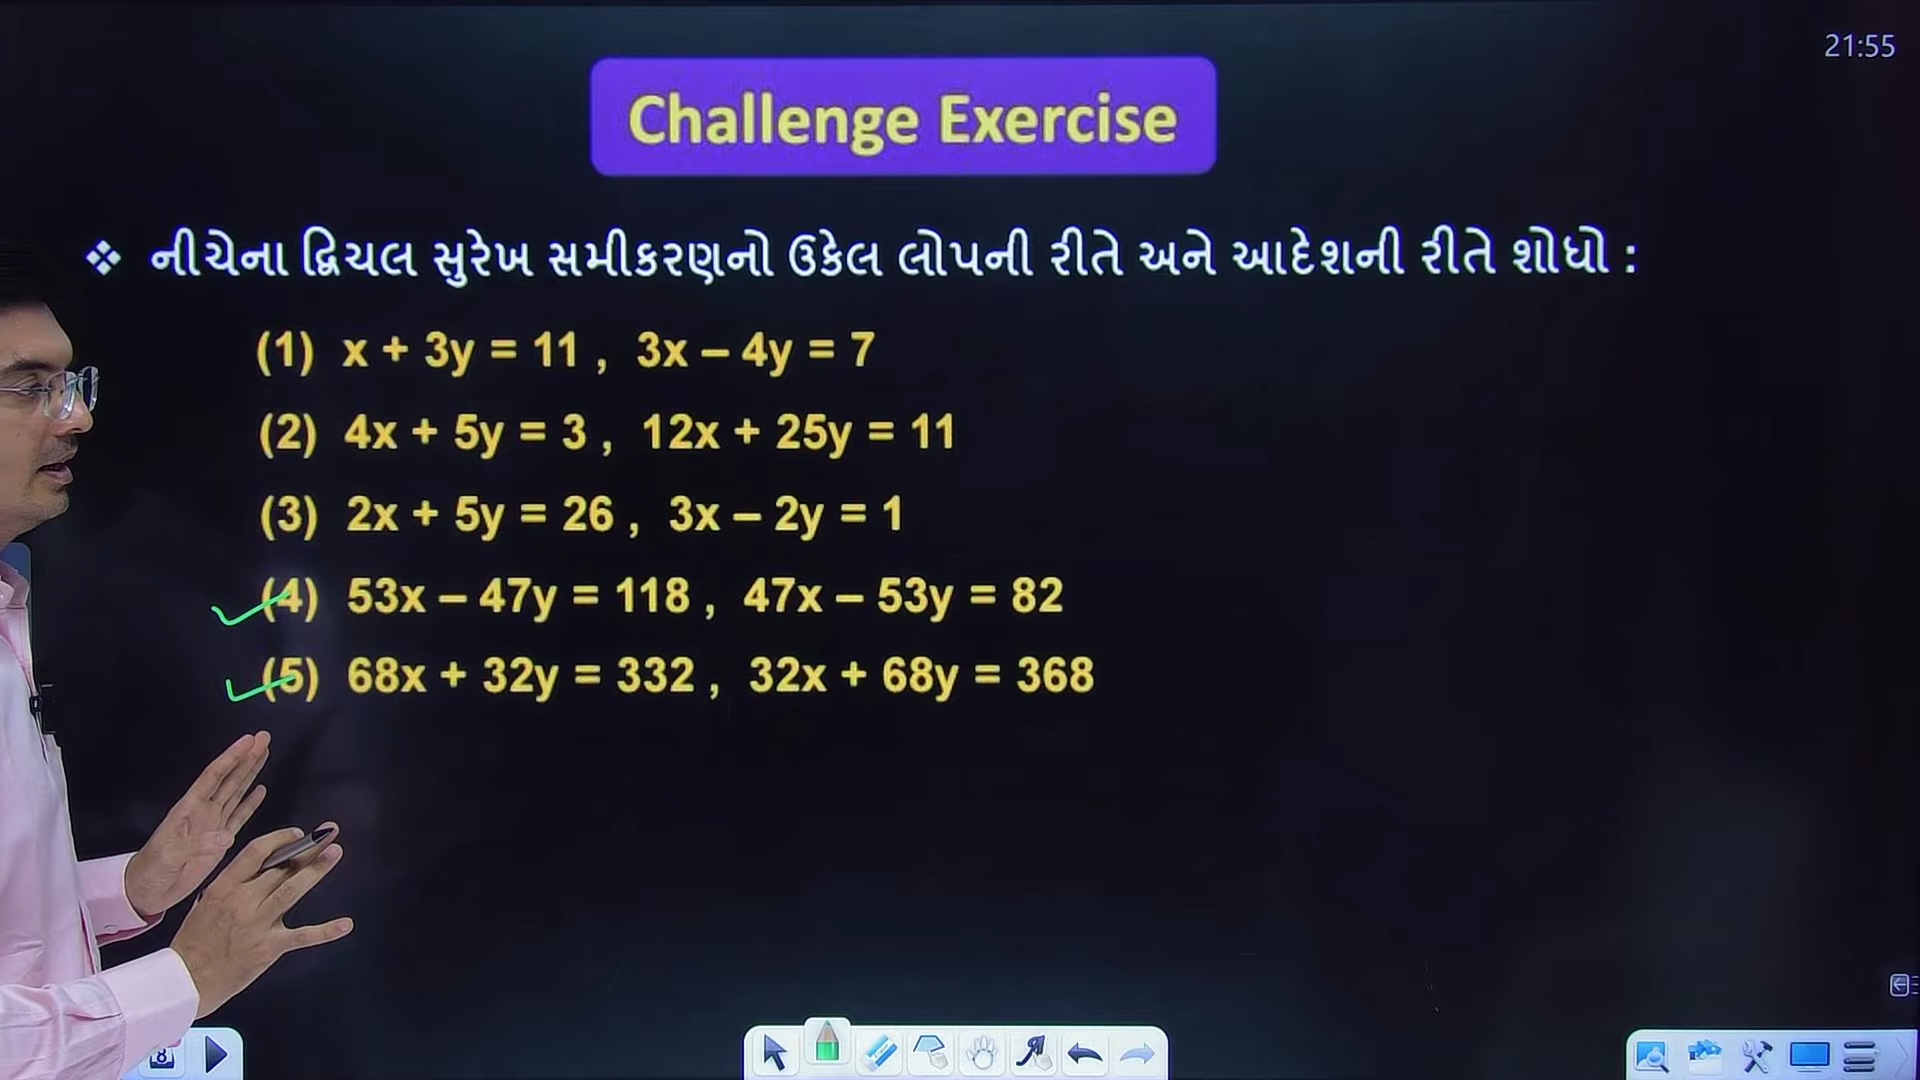 21:55
Challenge Exercise
❖ નીચેના દ્વિચલ સુરેખ સમીકરણનો ઉકેલ લોપની રીતે અને આદેશની રીતે શોધો :
(1) x + 3y = 11 , 3x – 4y = 7
(2) 4x + 5y = 3 , 12x + 25y = 11
(3) 2x + 5y = 26 , 3x – 2y = 1
(4) 53x – 47y = 118 , 47x – 53y = 82
(5) 68x + 32y = 332 , 32x + 68y = 368
8